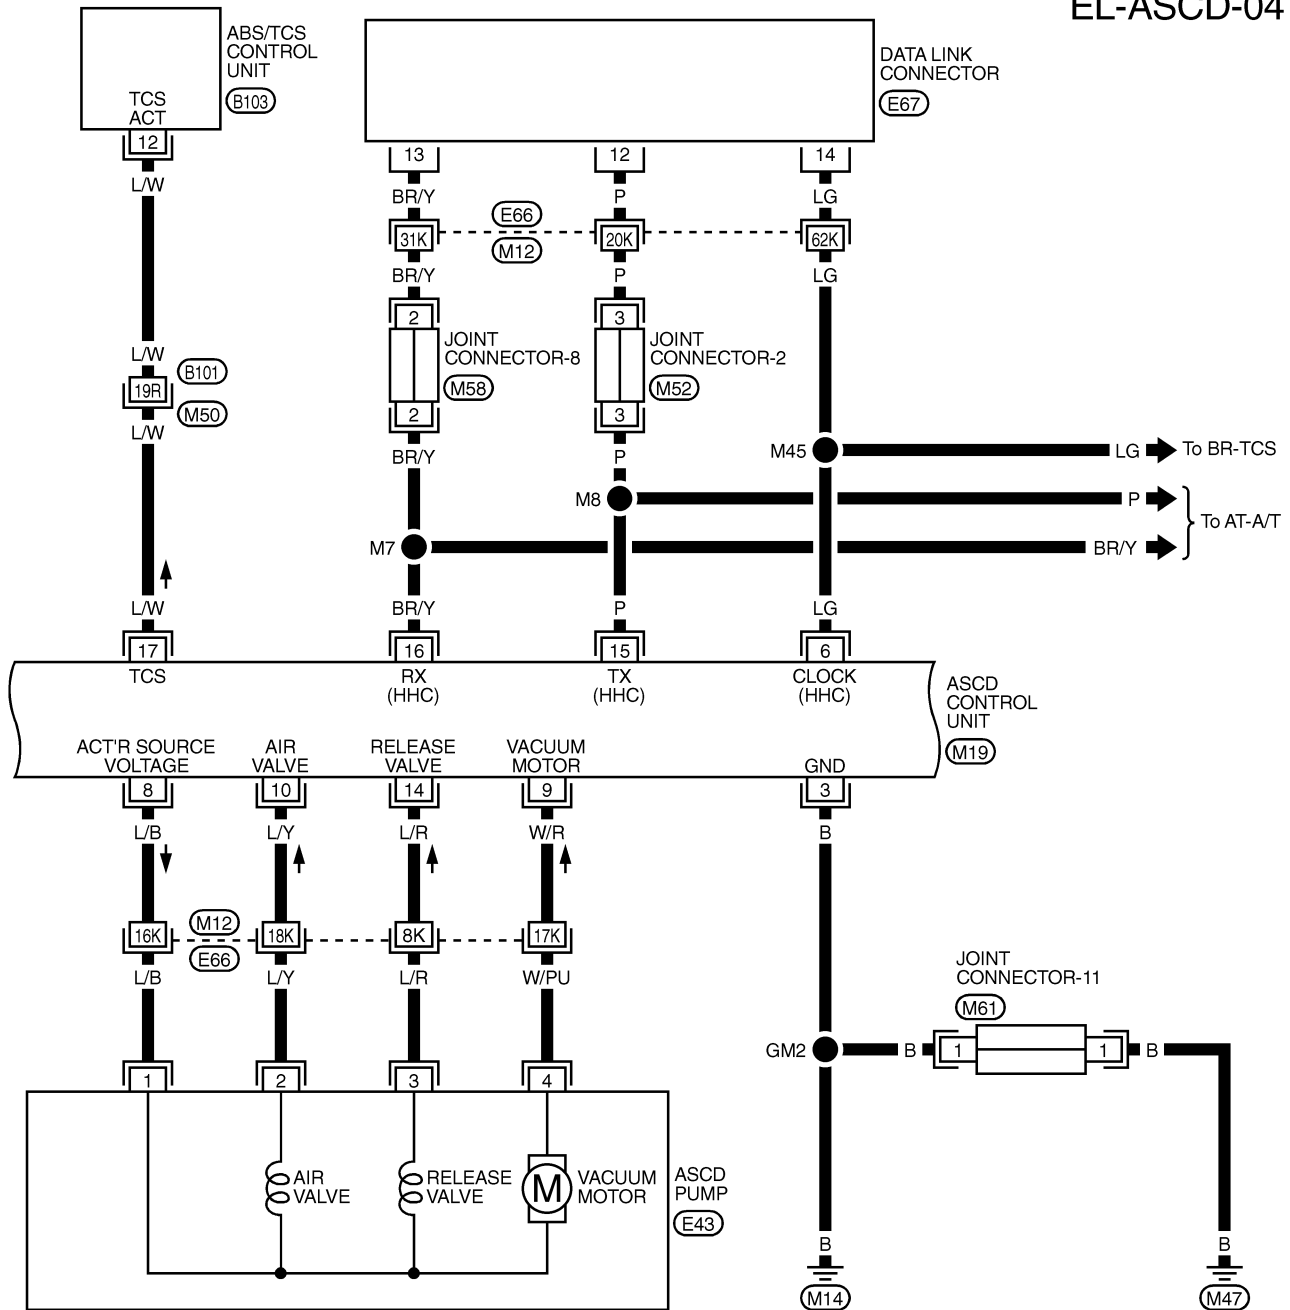 EL-ASCD-04
ABS/TCS
CONTROL
UNIT
B103
TCS
ACT
12
DATA LINK
CONNECTOR
E67
13
12
14
L/W
BR/Y
P
LG
E66
M12
31K
20K
62K
BR/Y
P
LG
2
3
JOINT
CONNECTOR-8
M58
JOINT
CONNECTOR-2
M52
2
3
L/W
B101
19R
M50
L/W
BR/Y
P
M45
LG
To BR-TCS
M8
P
To AT-A/T
M7
BR/Y
L/W
BR/Y
P
LG
17
16
15
6
TCS
RX
(HHC)
TX
(HHC)
CLOCK
(HHC)
ASCD
CONTROL
UNIT
M19
ACT'R SOURCE
VOLTAGE
AIR
VALVE
RELEASE
VALVE
VACUUM
MOTOR
GND
8
10
14
9
3
L/B
L/Y
L/R
W/R
B
M12
E66
16K
18K
8K
17K
L/B
L/Y
L/R
W/PU
JOINT
CONNECTOR-11
M61
GM2
B
1
1
B
1
2
3
4
AIR
VALVE
RELEASE
VALVE
M
VACUUM
MOTOR
ASCD
PUMP
E43
B
B
M14
M47